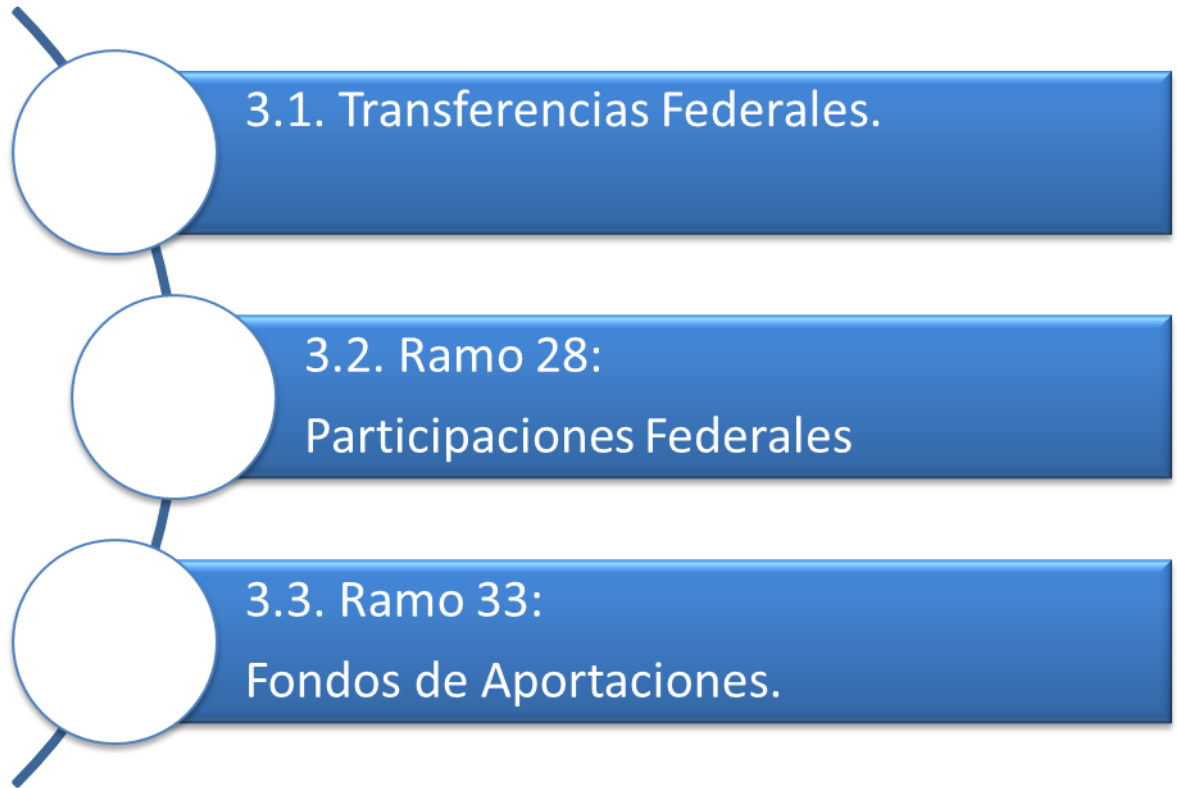 3.1. Transferencias Federales.
3.2. Ramo 28:
Participaciones Federales
3.3. Ramo 33:
Fondos de Aportaciones.